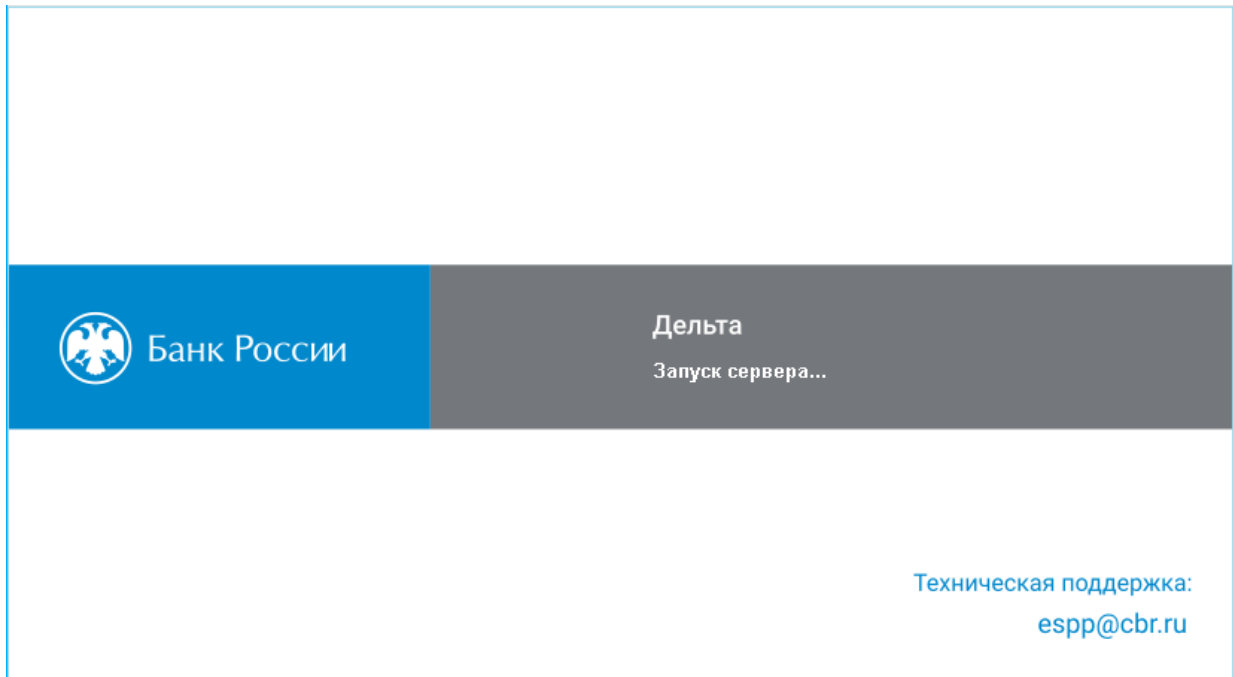 Банк России
Дельта
Запуск сервера...
Техническая поддержка:
espp@cbr.ru